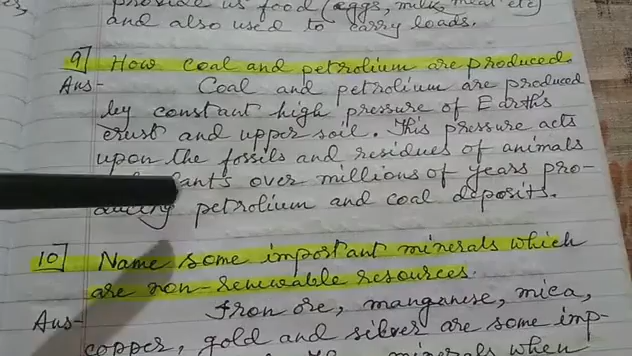 provide us food (eggs, milk, meat etc)
and also used to carry loads.
9] How coal and petrolium are produced.
Ans- Coal and petrolium are produced
by constant high pressure of Earth's
crust and upper soil. This pressure acts
upon the fossils and residues of animals
over millions of years pro-
petrolium and coal deposits.
10] Name some important minerals which
are non-renewable resources.
Ans- Iron ore, manganese, mica,
copper, gold and silver are some imp-
minerals when